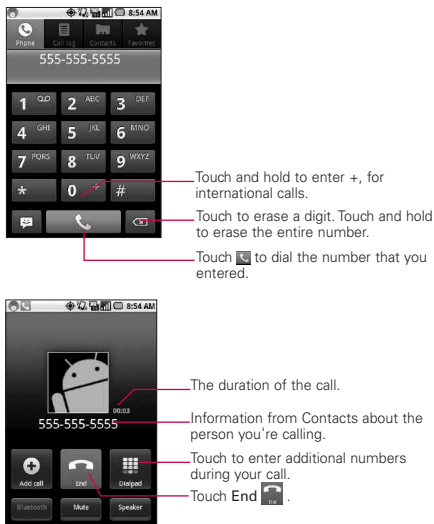 8:54 AM
Phone Call log Contacts Favorites
555-555-5555
1 2 ABC 3 DEF
4 GHI 5 JKL 6 MNO
7 PQRS 8 TUV 9 WXYZ
* 0 + #
Touch and hold to enter +, for
international calls.
Touch to erase a digit. Touch and hold
to erase the entire number.
Touch to dial the number that you
entered.
8:54 AM
00:03
555-555-5555
Add call End Dialpad
Bluetooth Mute Speaker
The duration of the call.
Information from Contacts about the
person you're calling.
Touch to enter additional numbers
during your call.
Touch End End .